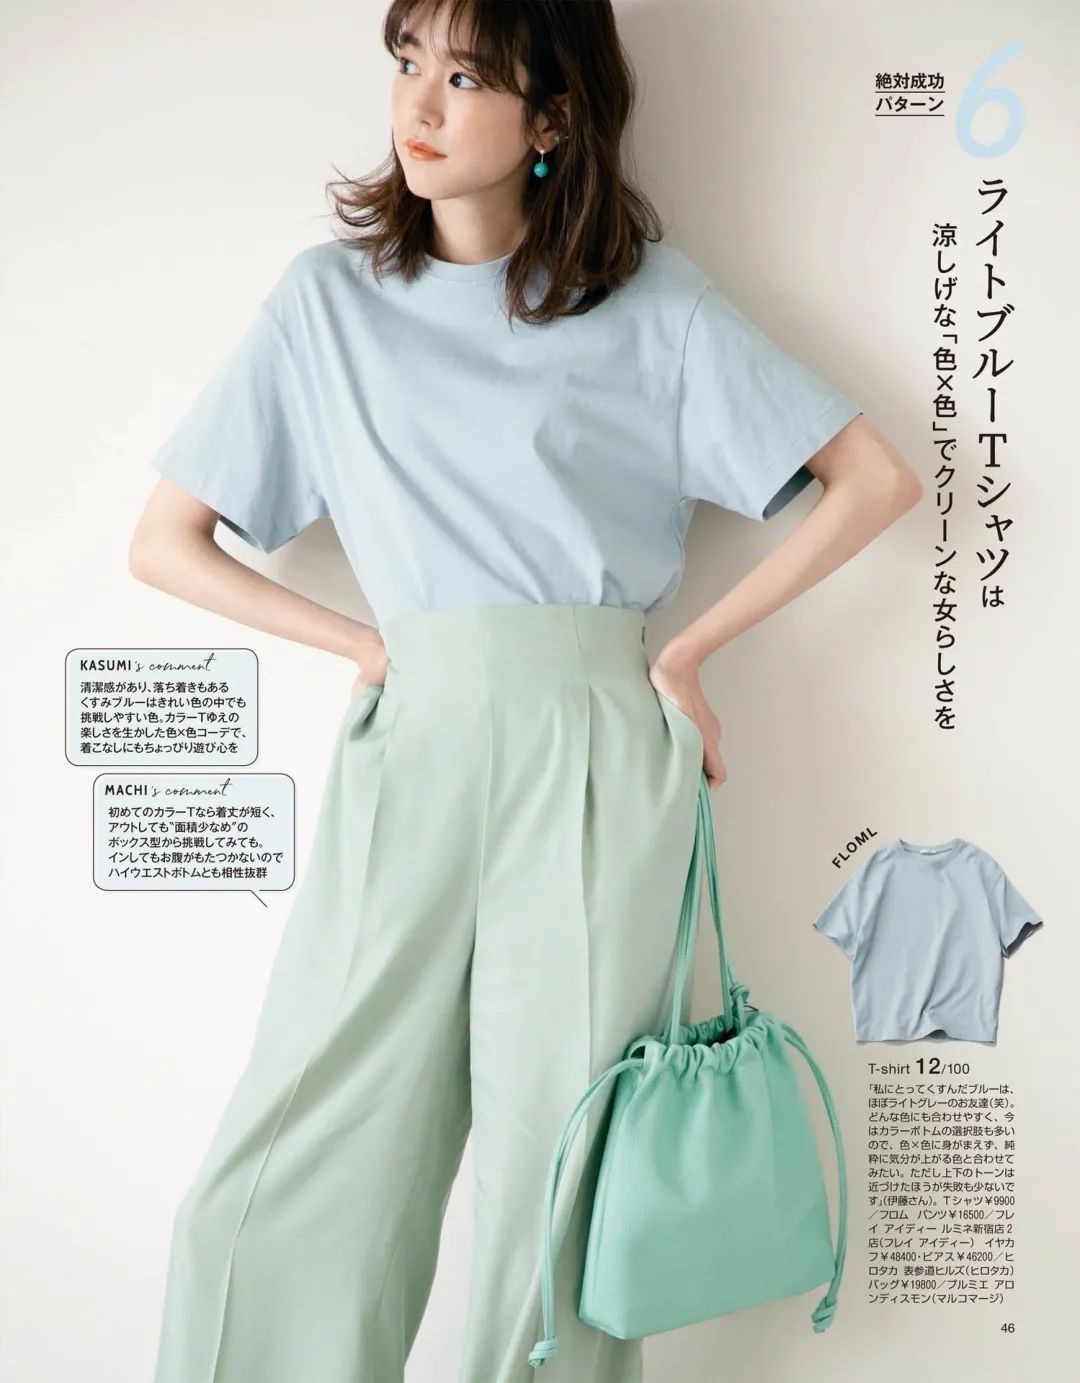 絶対成功
パターン
6
ライトブルーTシャツは
涼しげな「色×色」でクリーンな女らしさを
KASUMI's comment
清潔感があり、落ち着きもある
くすみブルーはきれい色の中でも
挑戦しやすい色。カラーTゆえの
楽しさを生かした色×色コーデで、
着こなしにもちょっぴり遊び心を
MACHI's comment
初めてのカラーTなら着丈が短く、
アウトしても“面積少なめ”の
ボックス型から挑戦してみても。
インしてもお腹がもたつかないので
ハイウエストボトムとも相性抜群
FLOML
T-shirt 12/100
「私にとってくすんだブルーは、
ほぼライトグレーのお友達(笑)。
どんな色にも合わせやすく、今
はカラーボトムの選択肢も多い
ので、色×色に身がまえず、純
粋に気分が上がる色と合わせて
みたい。ただし上下のトーンは
近づけたほうが失敗も少ないで
す」(伊藤さん)。Tシャツ¥9900
/フロム パンツ¥16500/フレ
イ アイディー ルミネ新宿店2
店(フレイ アイディー) イヤカ
フ¥48400・ピアス¥46200/ヒ
ロタカ 表参道ヒルズ(ヒロタカ)
バッグ¥19800/プルミエ アロ
ンディスモン(マルコマージ)
46